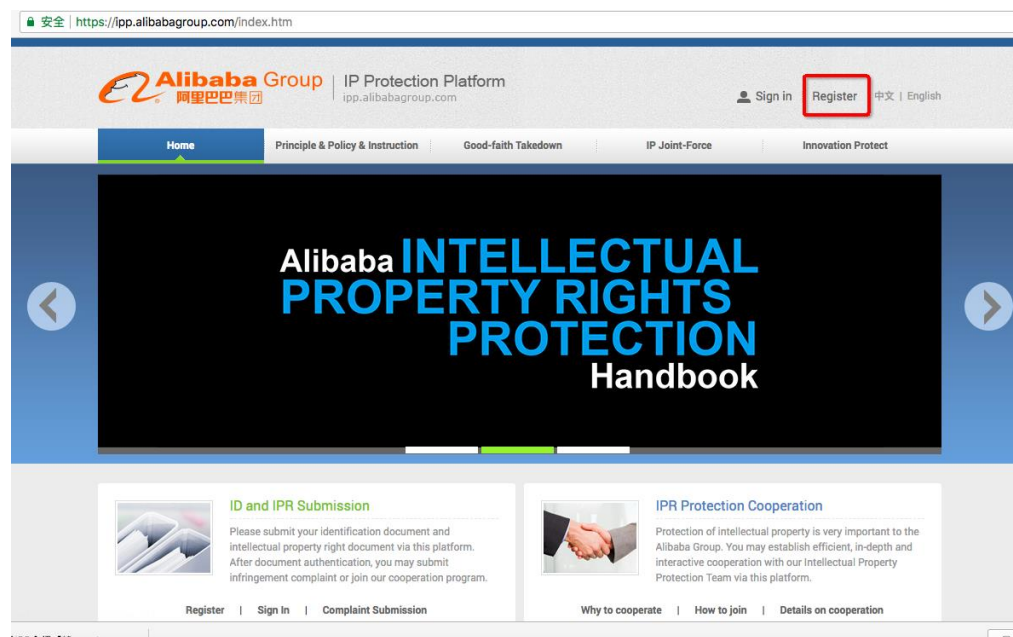 安全 | https://ipp.alibabagroup.com/index.htm
Alibaba Group | IP Protection Platform
阿里巴巴集团 ipp.alibabagroup.com
Sign in Register 中文 | English
Home Principle & Policy & Instruction Good-faith Takedown IP Joint-Force Innovation Protect
Alibaba INTELLECTUAL
PROPERTY RIGHTS
PROTECTION
Handbook
ID and IPR Submission
Please submit your identification document and
intellectual property right document via this platform.
After document authentication, you may submit
infringement complaint or join our cooperation program.
Register | Sign In | Complaint Submission
IPR Protection Cooperation
Protection of intellectual property is very important to the
Alibaba Group. You may establish efficient, in-depth and
interactive cooperation with our Intellectual Property
Protection Team via this platform.
Why to cooperate | How to join | Details on cooperation